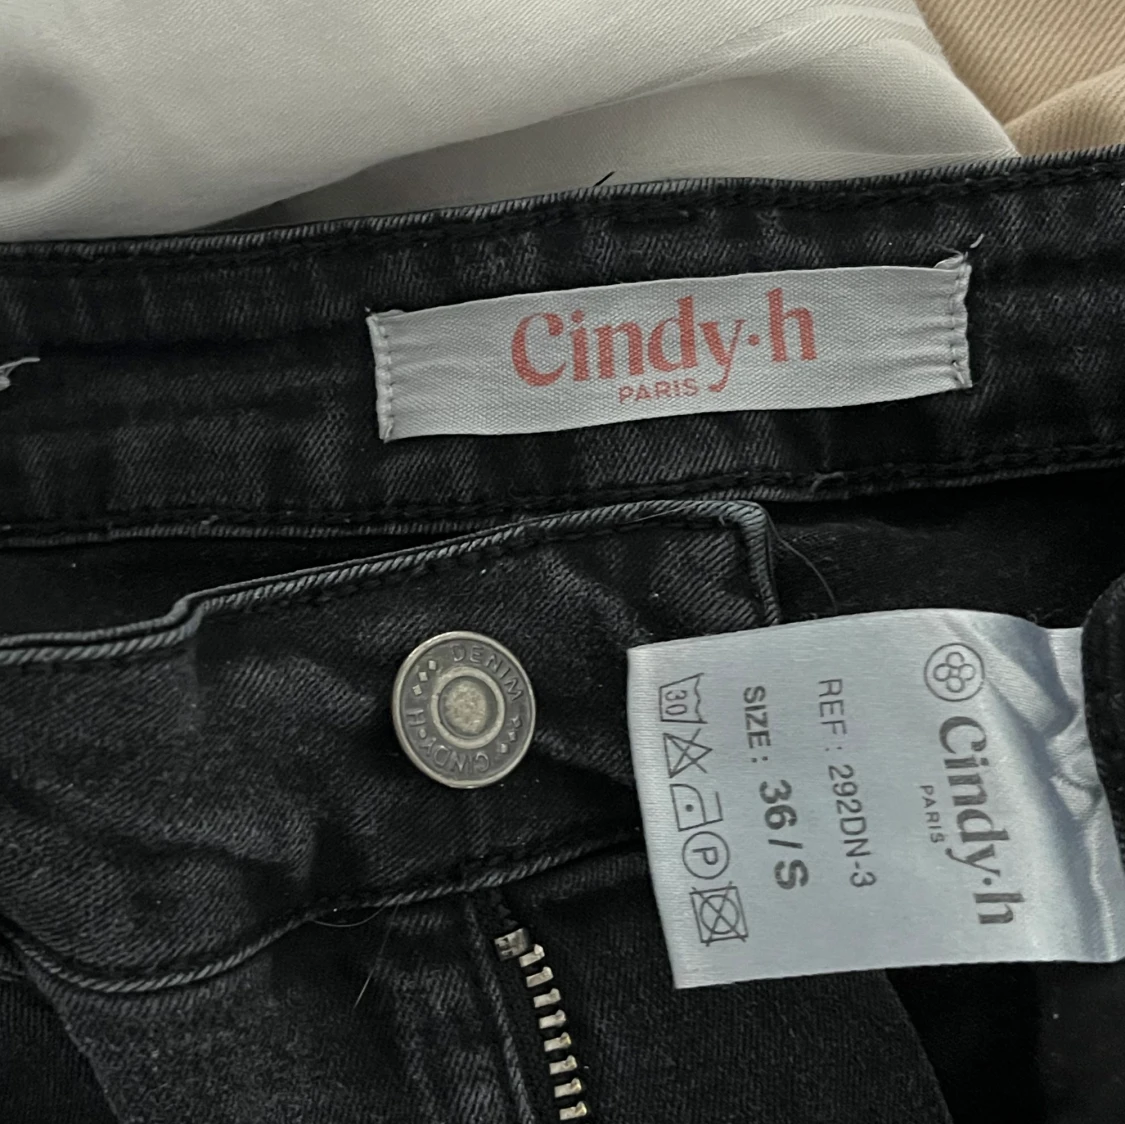 Cindy·h
PARIS
DENIM
CINDY·H
Cindy·h
PARIS
REF: 292DN-3
SIZE: 36/S
30
P